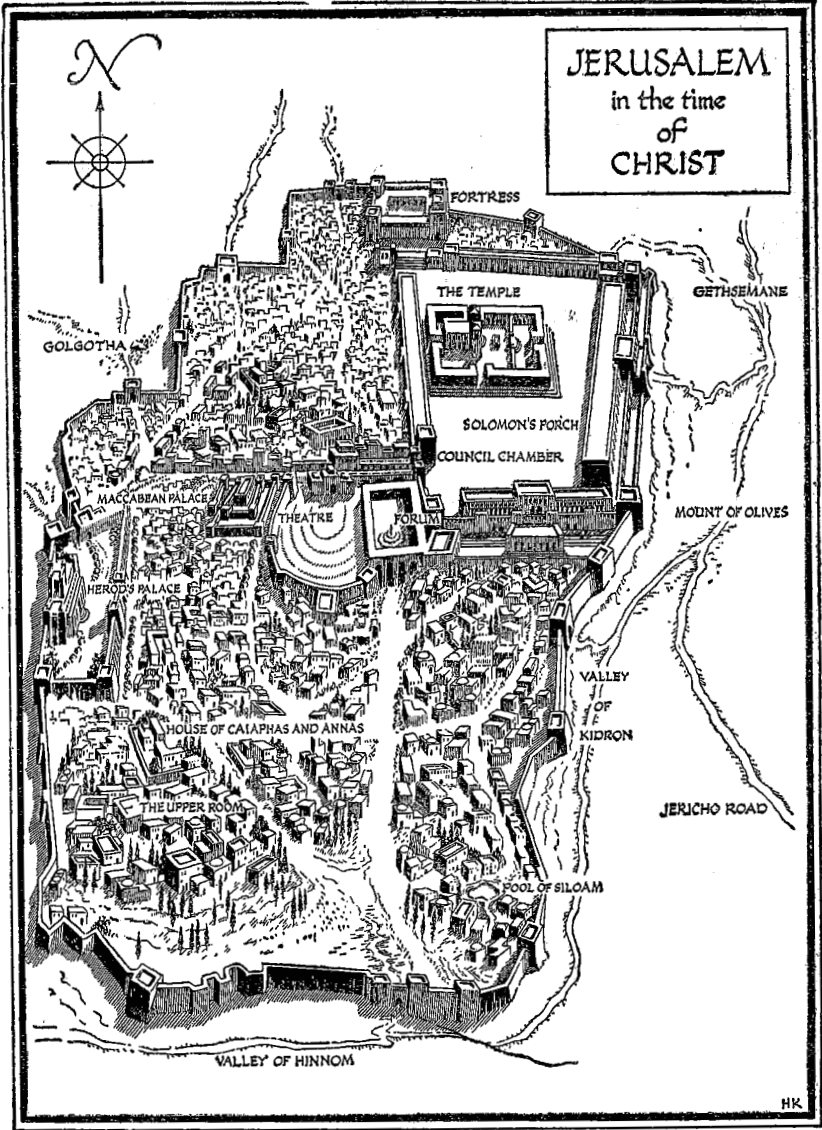 N
JERUSALEM
in the time
of
CHRIST
FORTRESS
THE TEMPLE
GETHSEMANE
GOLGOTHA
SOLOMON'S PORCH
COUNCIL CHAMBER
MACCABEAN PALACE
THEATRE
FORUM
MOUNT OF OLIVES
HEROD'S PALACE
VALLEY
OF
KIDRON
HOUSE OF CAIAPHAS AND ANNAS
THE UPPER ROOM
JERICHO ROAD
POOL OF SILOAM
VALLEY OF HINNOM
HK